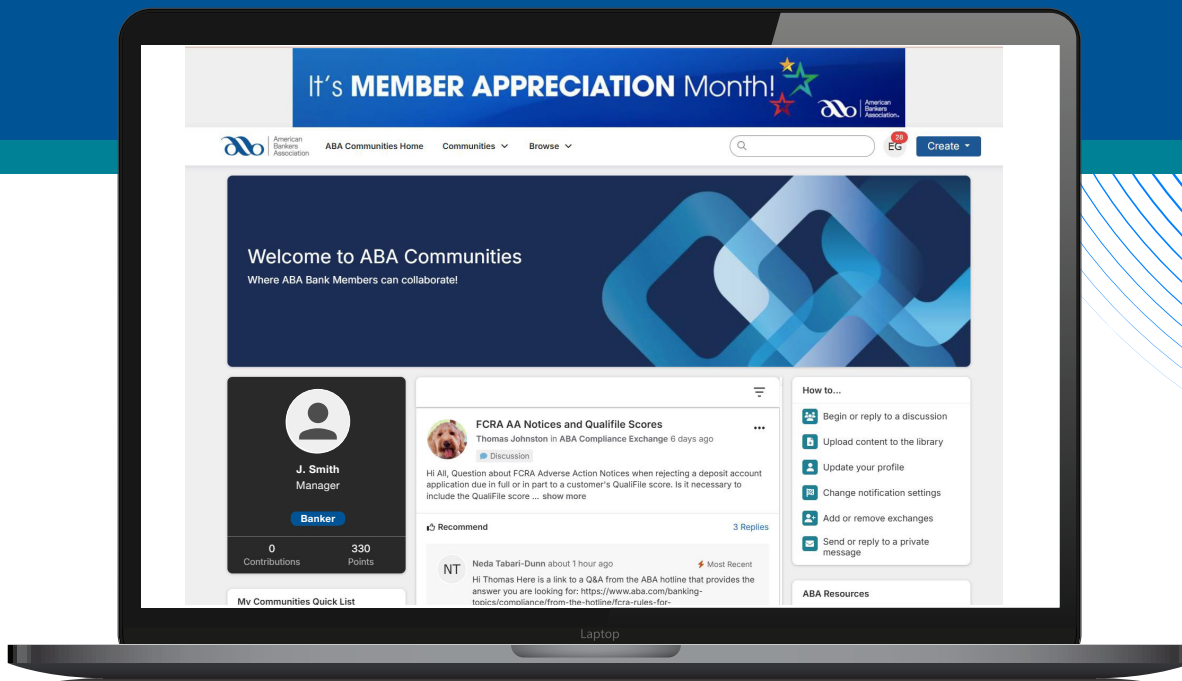 It's MEMBER APPRECIATION Month!
American
Bankers
Association.
American
Bankers
Association
ABA Communities Home
Communities
Browse
28
EG
Create
Welcome to ABA Communities
Where ABA Bank Members can collaborate!
J. Smith
Manager
Banker
0
Contributions
330
Points
My Communities Quick List
FCRA AA Notices and Qualifile Scores
Thomas Johnston in ABA Compliance Exchange 6 days ago
Discussion
Hi All, Question about FCRA Adverse Action Notices when rejecting a deposit account
application due in full or in part to a customer's QualiFile score. Is it necessary to
include the QualiFile score ... show more
Recommend
3 Replies
NT
Neda Tabari-Dunn about 1 hour ago
Most Recent
Hi Thomas Here is a link to a Q&A from the ABA hotline that provides the
answer you are looking for: https://www.aba.com/banking-
topics/compliance/from-the-hotline/fcra-rules-for-
How to...
Begin or reply to a discussion
Upload content to the library
Update your profile
Change notification settings
Add or remove exchanges
Send or reply to a private
message
ABA Resources
Laptop